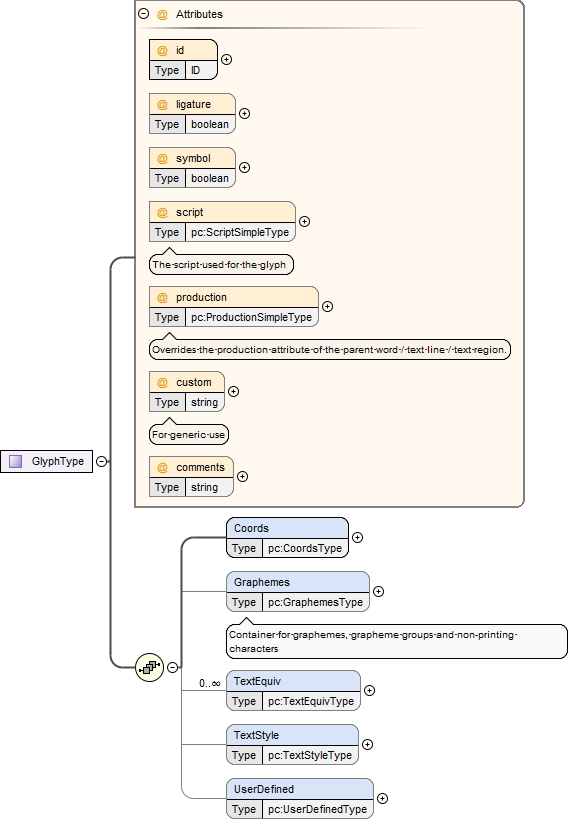 @ Attributes
@ id
Type ID
@ ligature
Type boolean
@ symbol
Type boolean
@ script
Type pc:ScriptSimpleType
The·script·used·for·the·glyph
@ production
Type pc:ProductionSimpleType
Overrides·the·production·attribute·of·the·parent·word·/·text·line·/·text·region.
@ custom
Type string
For·generic·use
@ comments
Type string
GlyphType
Coords
Type pc:CoordsType
Graphemes
Type pc:GraphemesType
Container·for·graphemes,·grapheme·groups·and·non-printing·
characters
0..∞
TextEquiv
Type pc:TextEquivType
TextStyle
Type pc:TextStyleType
UserDefined
Type pc:UserDefinedType